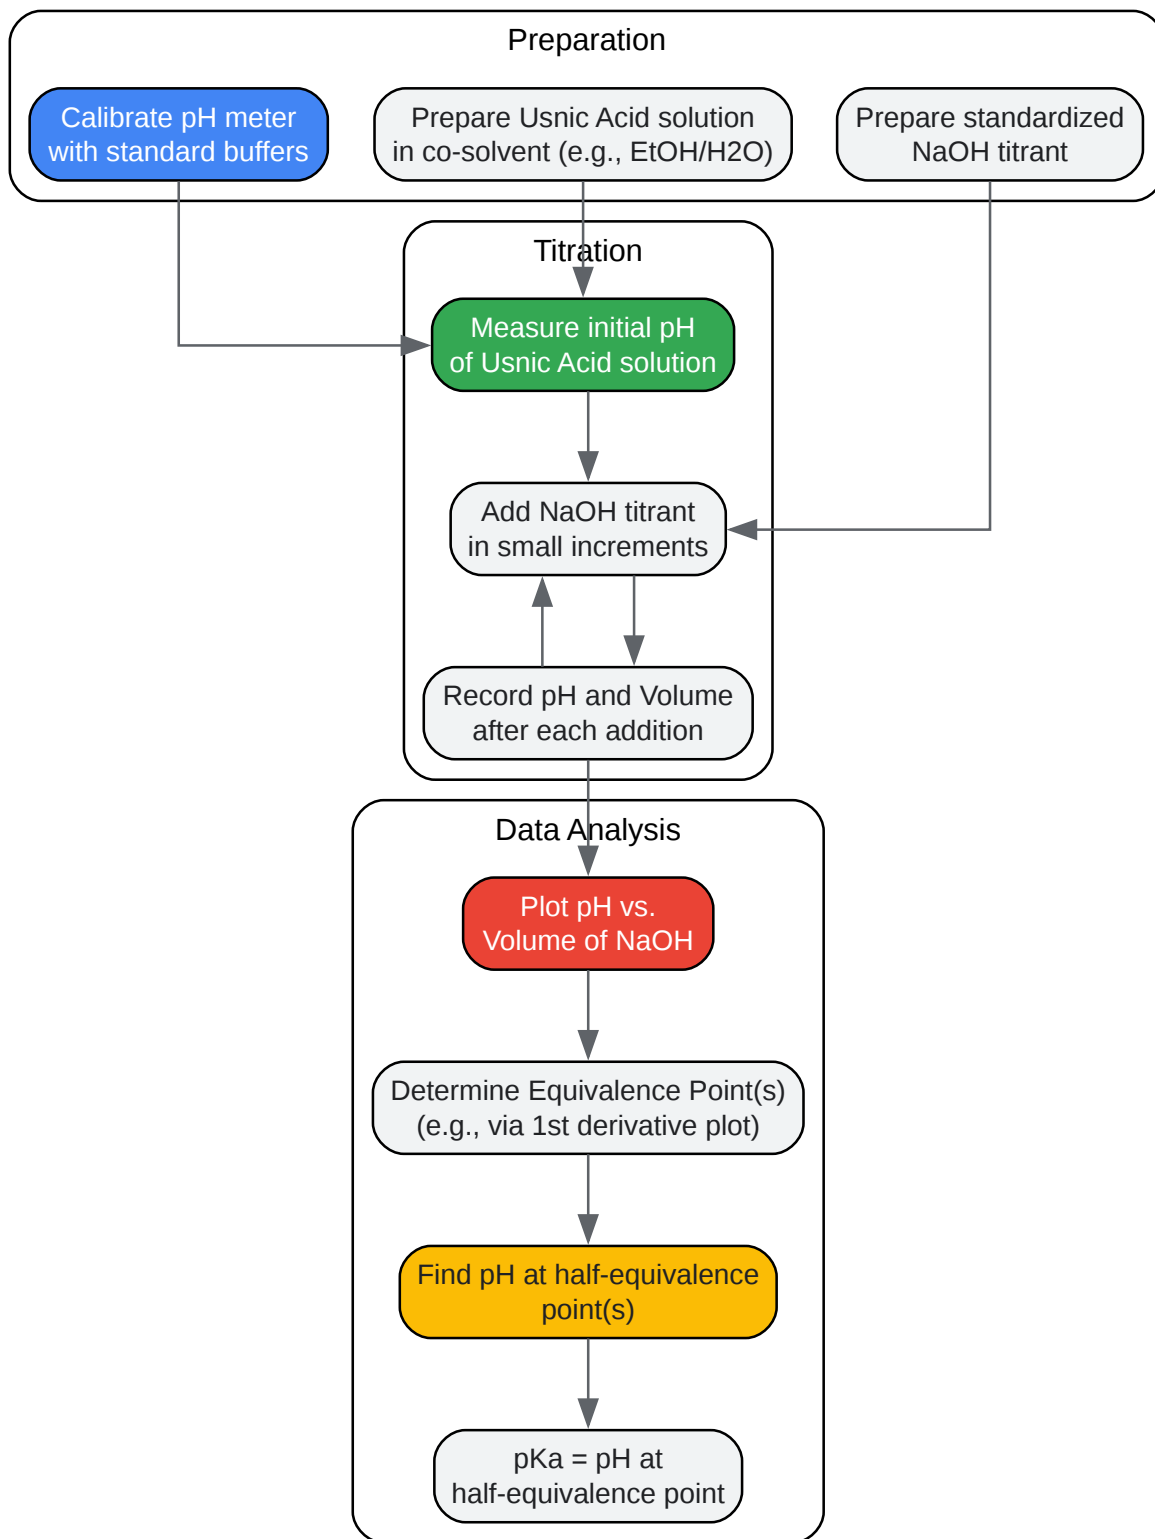 Preparation
Calibrate pH meter
with standard buffers
Prepare Usnic Acid solution
in co-solvent (e.g., EtOH/H2O)
Prepare standardized
NaOH titrant
Titration
Measure initial pH
of Usnic Acid solution
Add NaOH titrant
in small increments
Record pH and Volume
after each addition
Data Analysis
Plot pH vs.
Volume of NaOH
Determine Equivalence Point(s)
(e.g., via 1st derivative plot)
Find pH at half-equivalence
point(s)
pKa = pH at
half-equivalence point